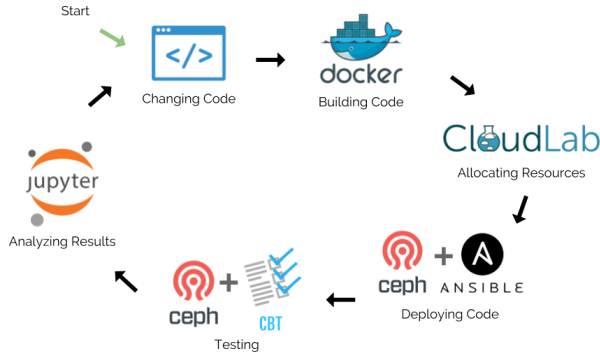 Start
</>
Changing Code
docker
Building Code
CloudLab
Allocating Resources
ceph + ANSIBLE
Deploying Code
ceph + CBT
Testing
jupyter
Analyzing Results